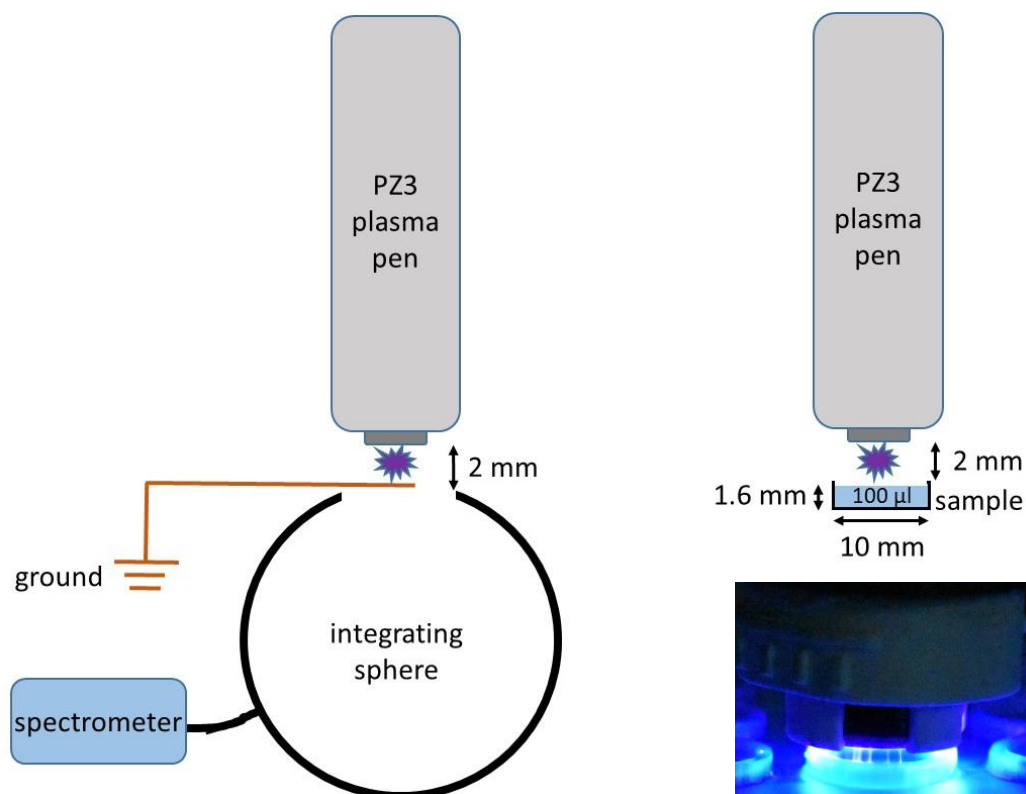 PZ3
plasma
pen
2 mm
ground
integrating
sphere
spectrometer
PZ3
plasma
pen
2 mm
1.6 mm
100 µl
sample
10 mm